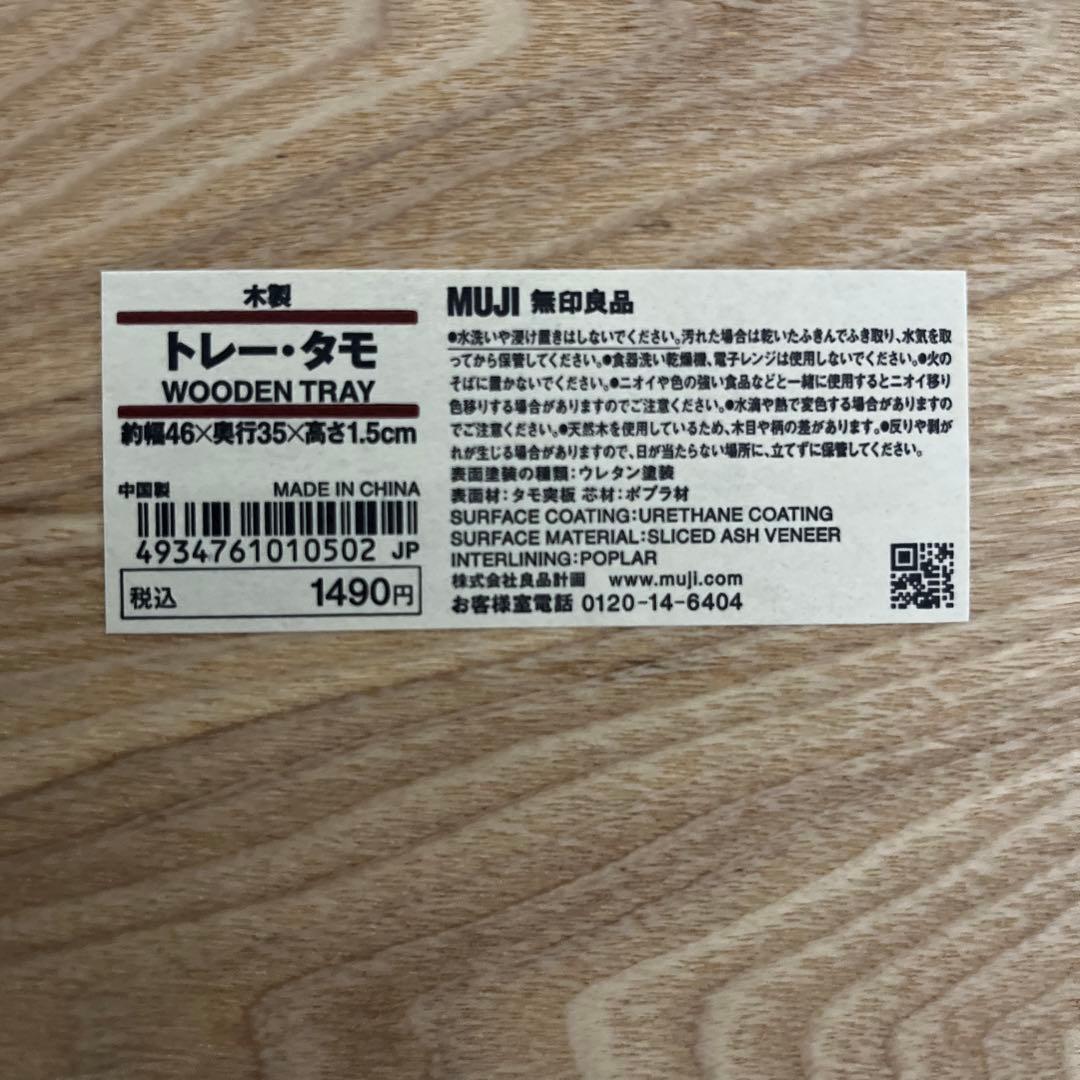 木製
トレー・タモ
WOODEN TRAY
約幅46×奥行35×高さ1.5cm
中国製 MADE IN CHINA
4934761010502 JP
税込 1490円
MUJI 無印良品
●水洗いや浸け置きはしないでください。汚れた場合は乾いたふきんでふき取り、水気を取
ってから保管してください。●食器洗い乾燥機、電子レンジは使用しないでください。●火の
そばに置かないでください。●ニオイや色の強い食品などと一緒に使用するとニオイ移り
色移りする場合がありますのでご注意ください。●水滴や熱で変色する場合がありますの
でご注意ください。●天然木を使用しているため、木目や柄の差があります。●反りや剥が
れが生じる場合がありますので、日が当たらない場所に、立てずに保管してください。
表面塗装の種類:ウレタン塗装
表面材:タモ突板 芯材:ポプラ材
SURFACE COATING:URETHANE COATING
SURFACE MATERIAL:SLICED ASH VENEER
INTERLINING:POPLAR
株式会社良品計画 www.muji.com
お客様室電話 0120-14-6404